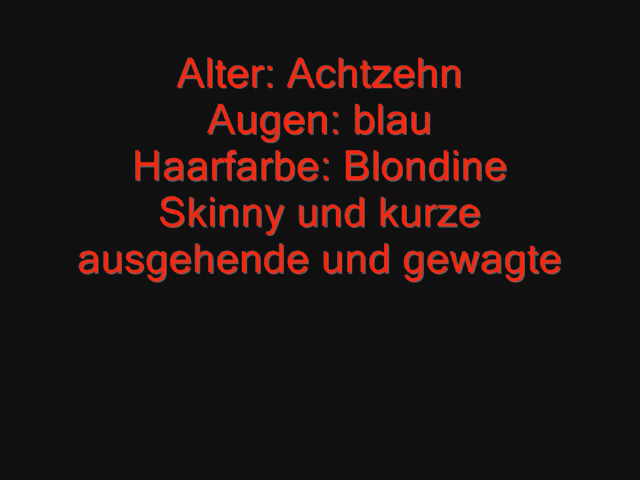 Alter: Achtzehn
Augen: blau
Haarfarbe: Blondine
Skinny und kurze
ausgehende und gewagte